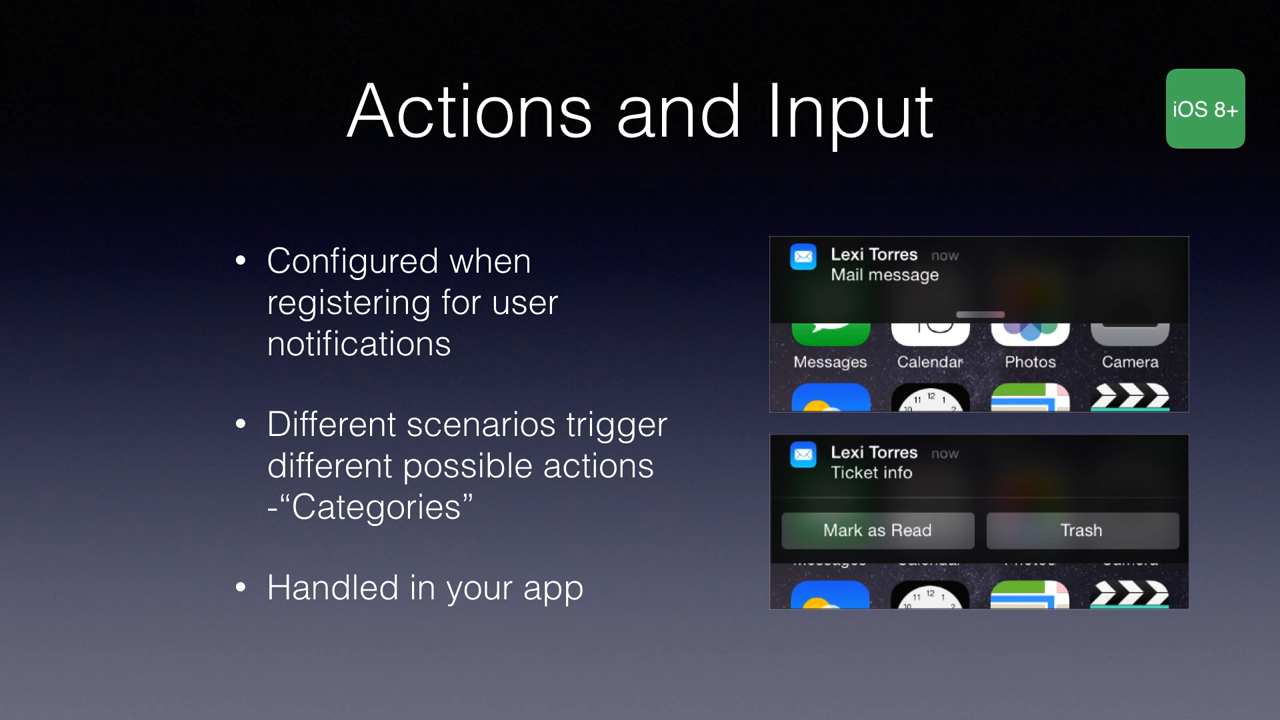 Actions and Input
iOS 8+
• Configured when
registering for user
notifications
• Different scenarios trigger
different possible actions
-“Categories”
• Handled in your app
Lexi Torres now
Mail message
Messages Calendar Photos Camera
Lexi Torres now
Ticket info
Mark as Read Trash